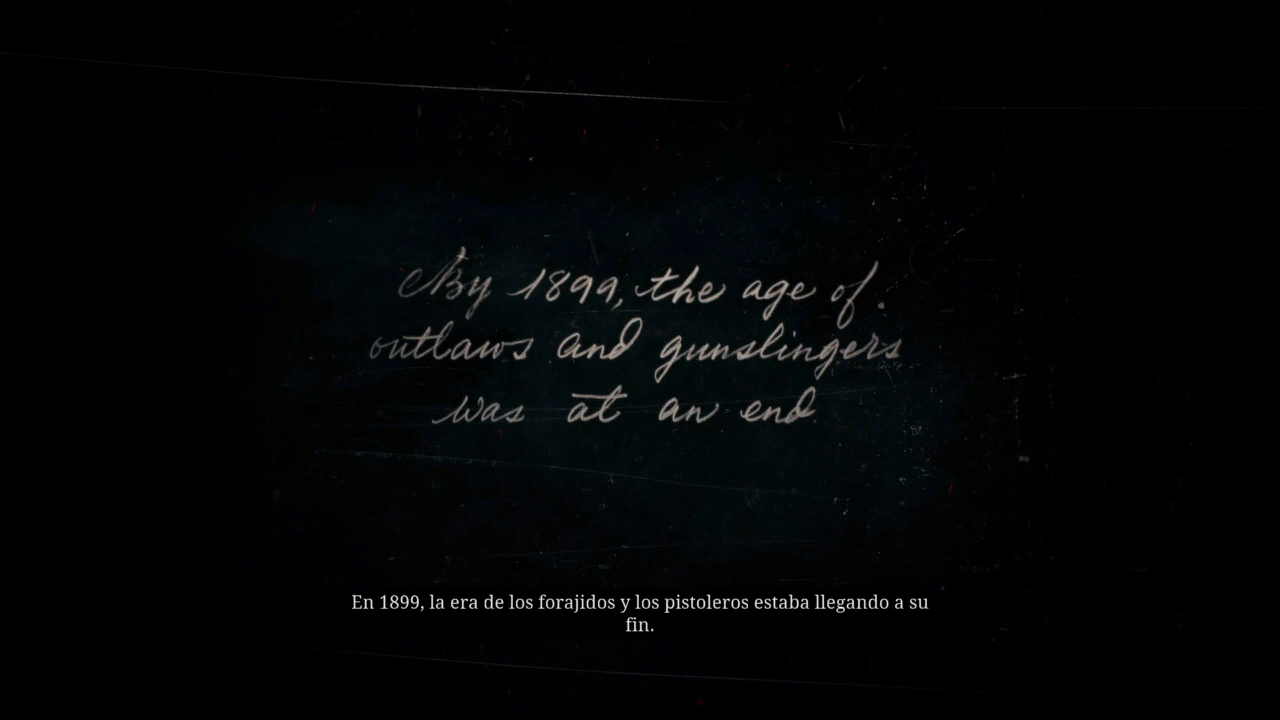 By 1899, the age of
outlaws and gunslingers
was at an end
En 1899, la era de los forajidos y los pistoleros estaba llegando a su
fin.